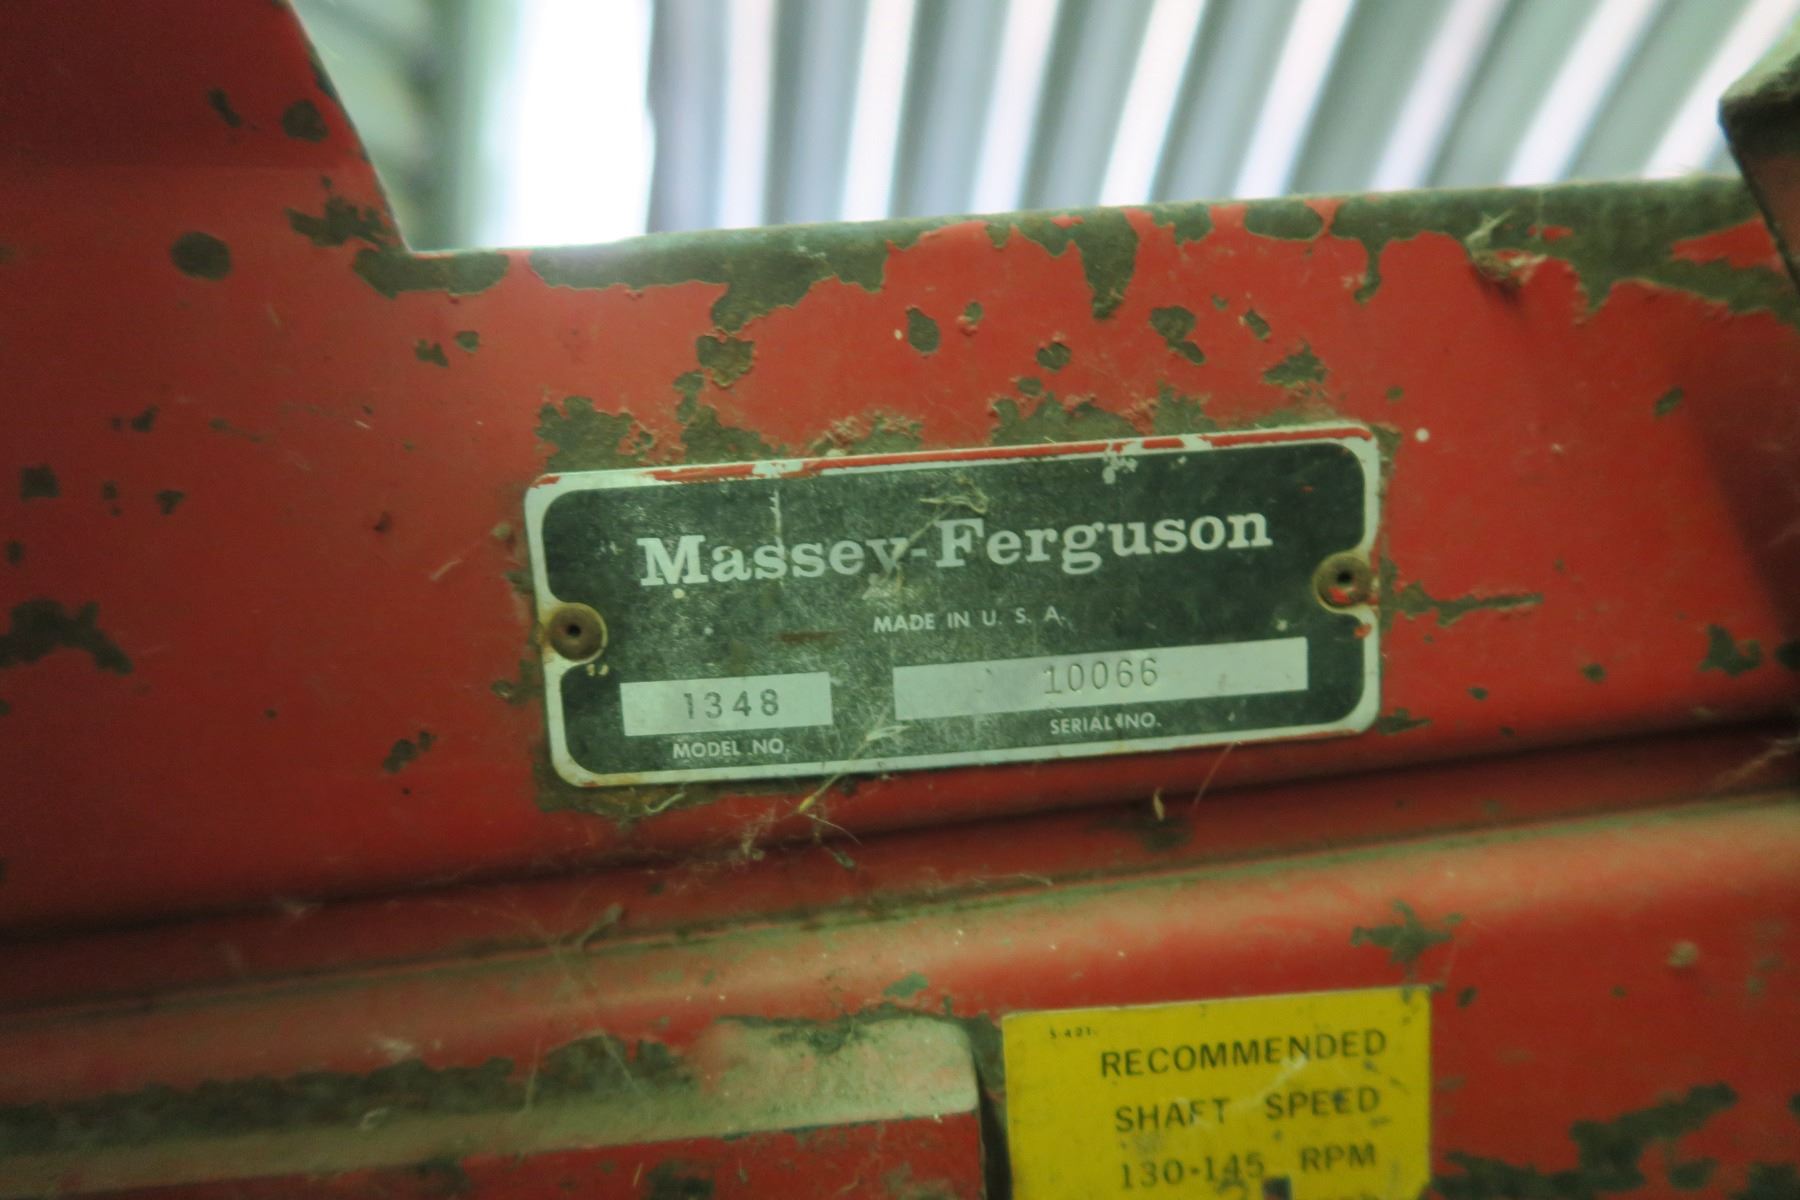 Massey-Ferguson
MADE IN U. S. A.
1348
10066
MODEL NO.
SERIAL NO.
RECOMMENDED
SHAFT SPEED
130-145 RPM